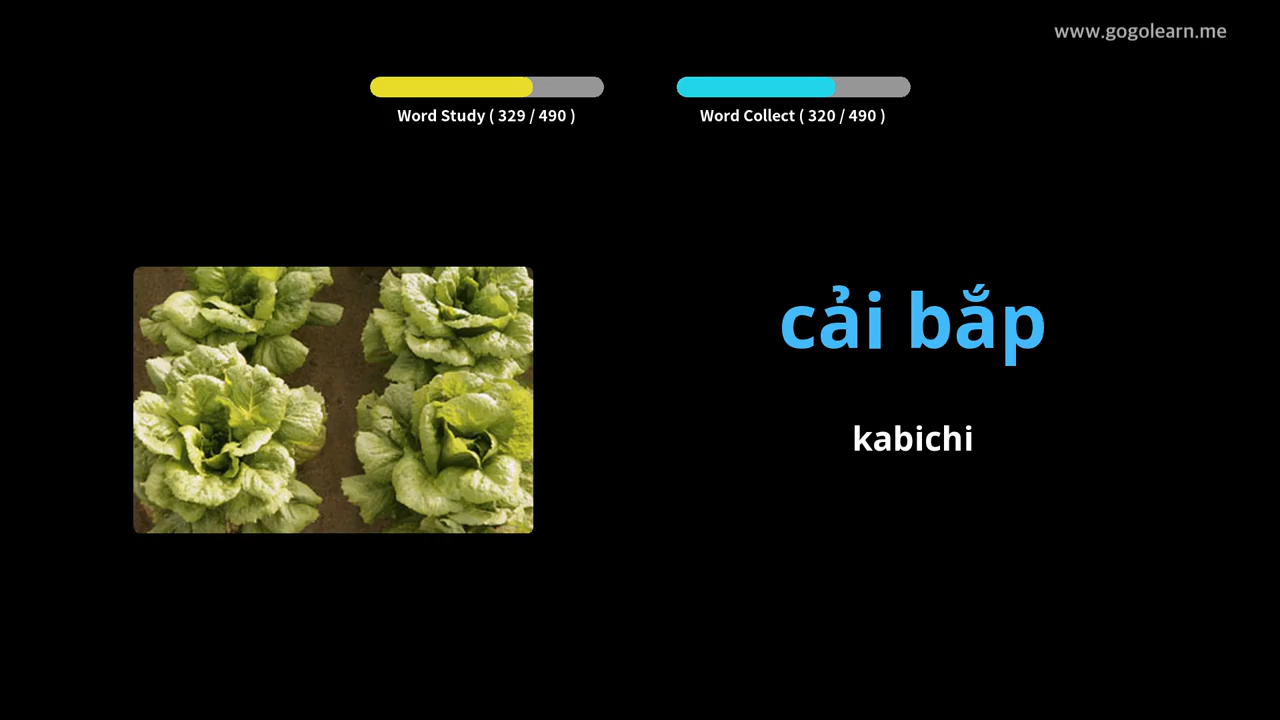 www.gogolearn.me
Word Study ( 329 / 490 )
Word Collect ( 320 / 490 )
cải bắp
kabichi